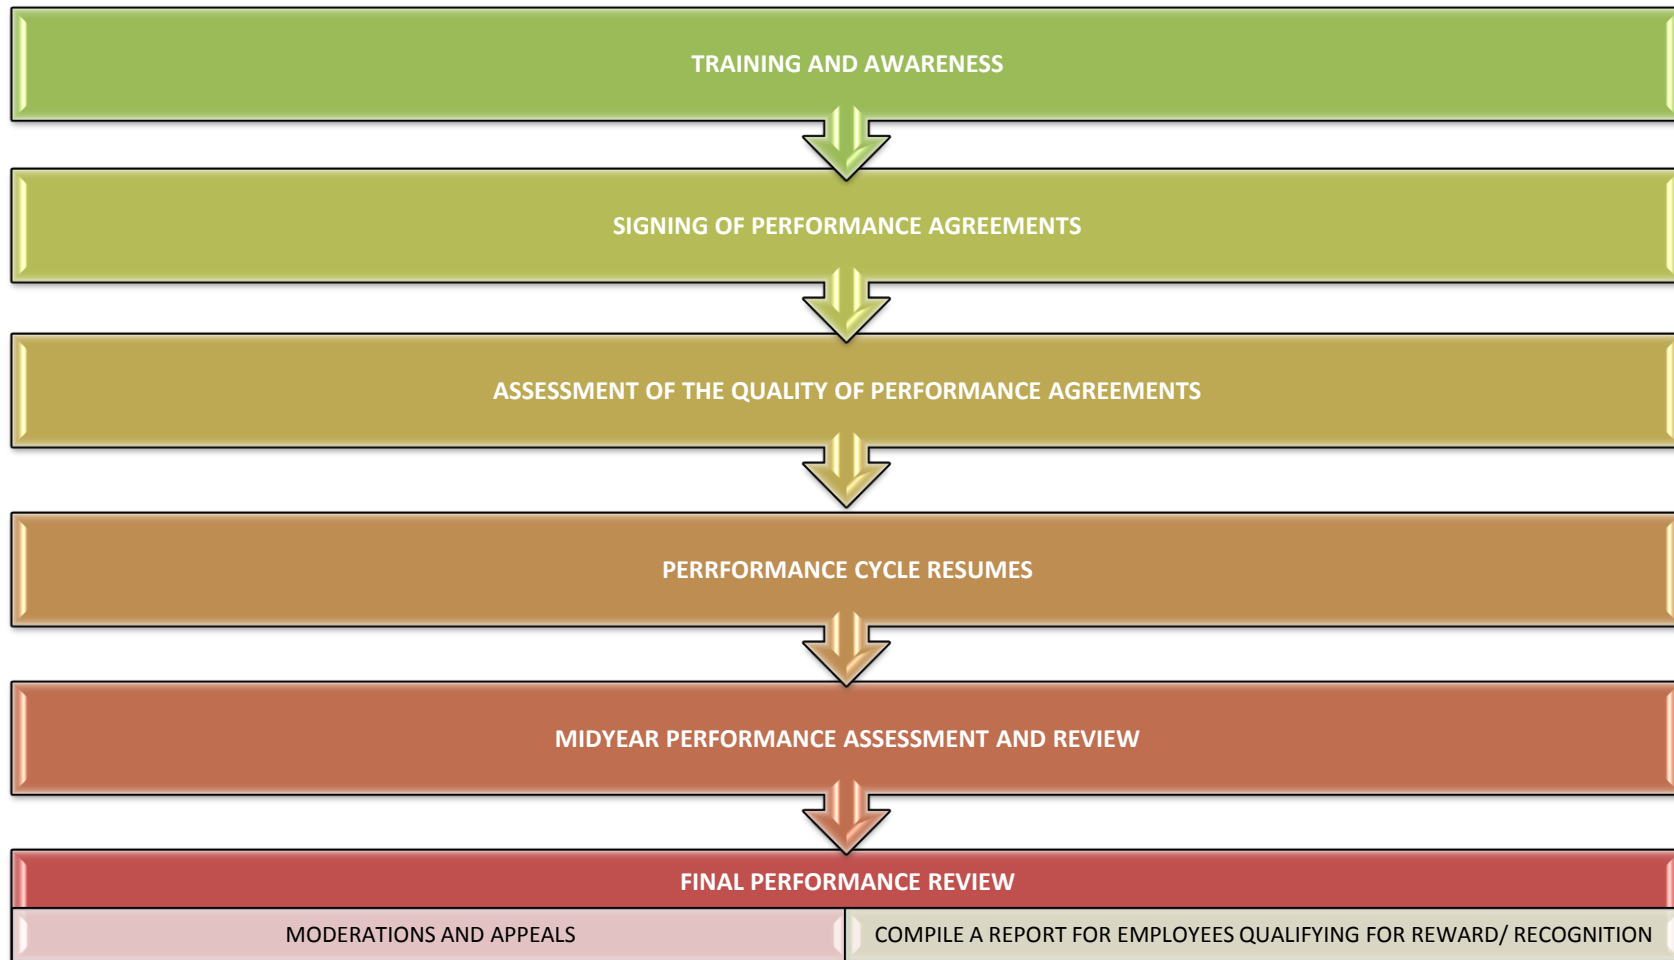 TRAINING AND AWARENESS
SIGNING OF PERFORMANCE AGREEMENTS
ASSESSMENT OF THE QUALITY OF PERFORMANCE AGREEMENTS
PERRFORMANCE CYCLE RESUMES
MIDYEAR PERFORMANCE ASSESSMENT AND REVIEW
FINAL PERFORMANCE REVIEW
MODERATIONS AND APPEALS
COMPILE A REPORT FOR EMPLOYEES QUALIFYING FOR REWARD/ RECOGNITION